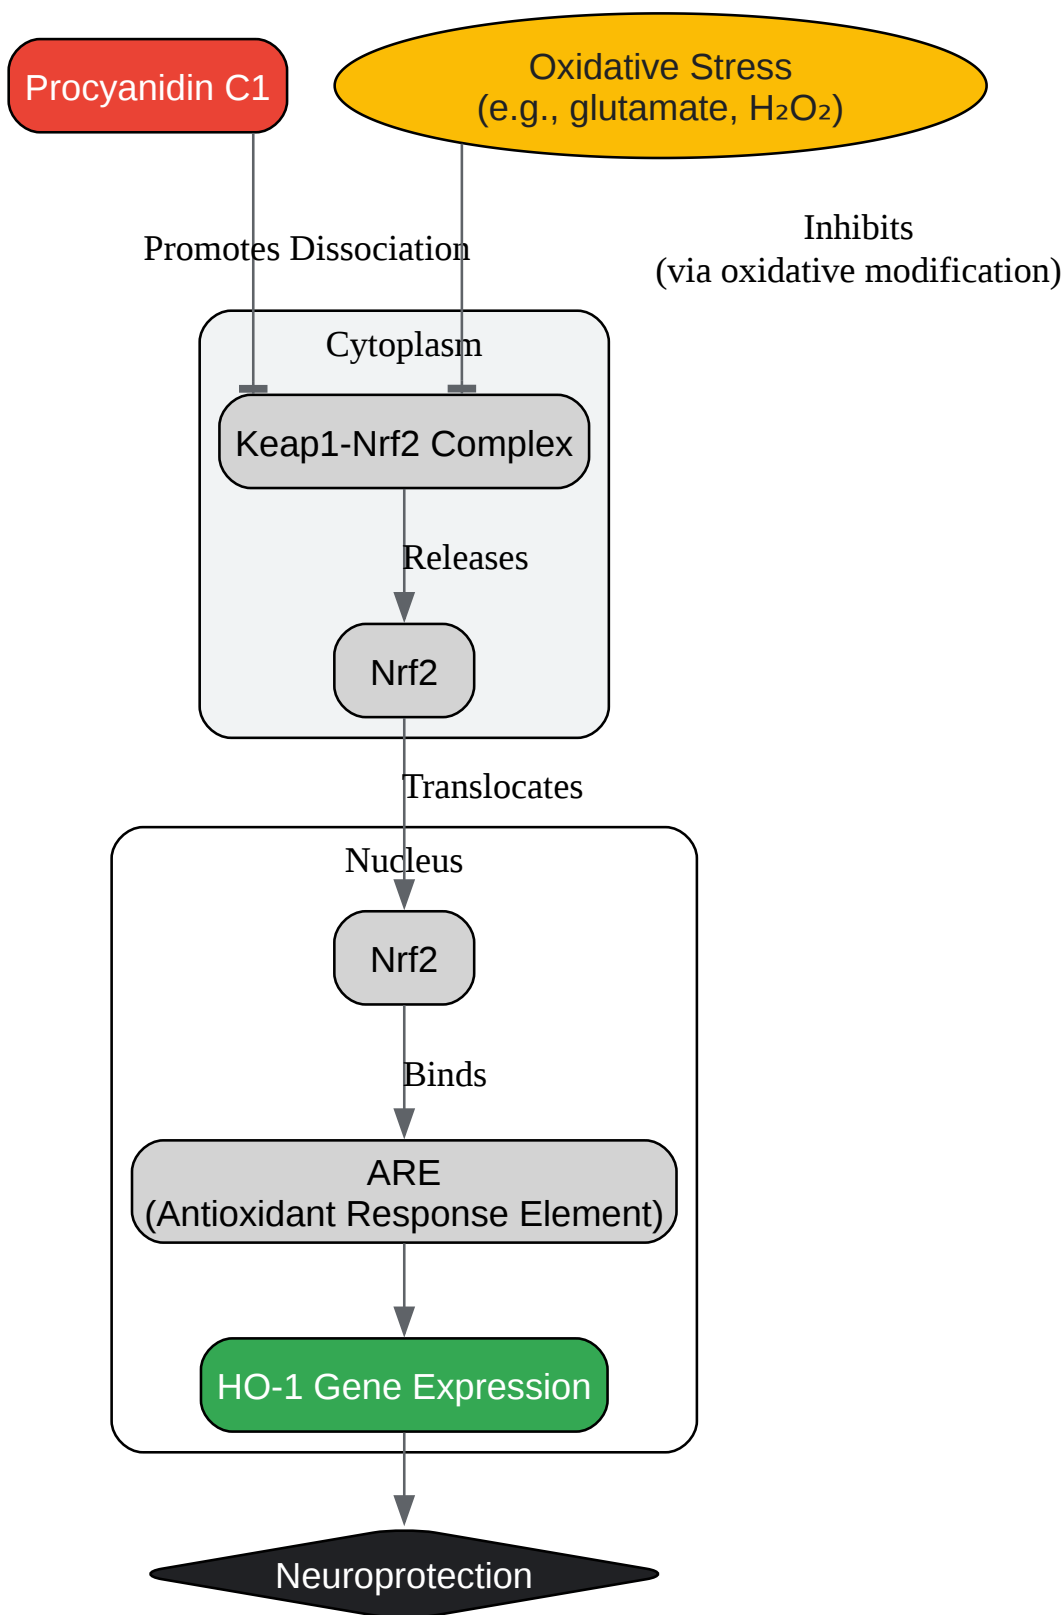 Procyanidin C1
Oxidative Stress
(e.g., glutamate, H₂O₂)
Promotes Dissociation
Inhibits
(via oxidative modification)
Cytoplasm
Keap1-Nrf2 Complex
Releases
Nrf2
Translocates
Nucleus
Nrf2
Binds
ARE
(Antioxidant Response Element)
HO-1 Gene Expression
Neuroprotection